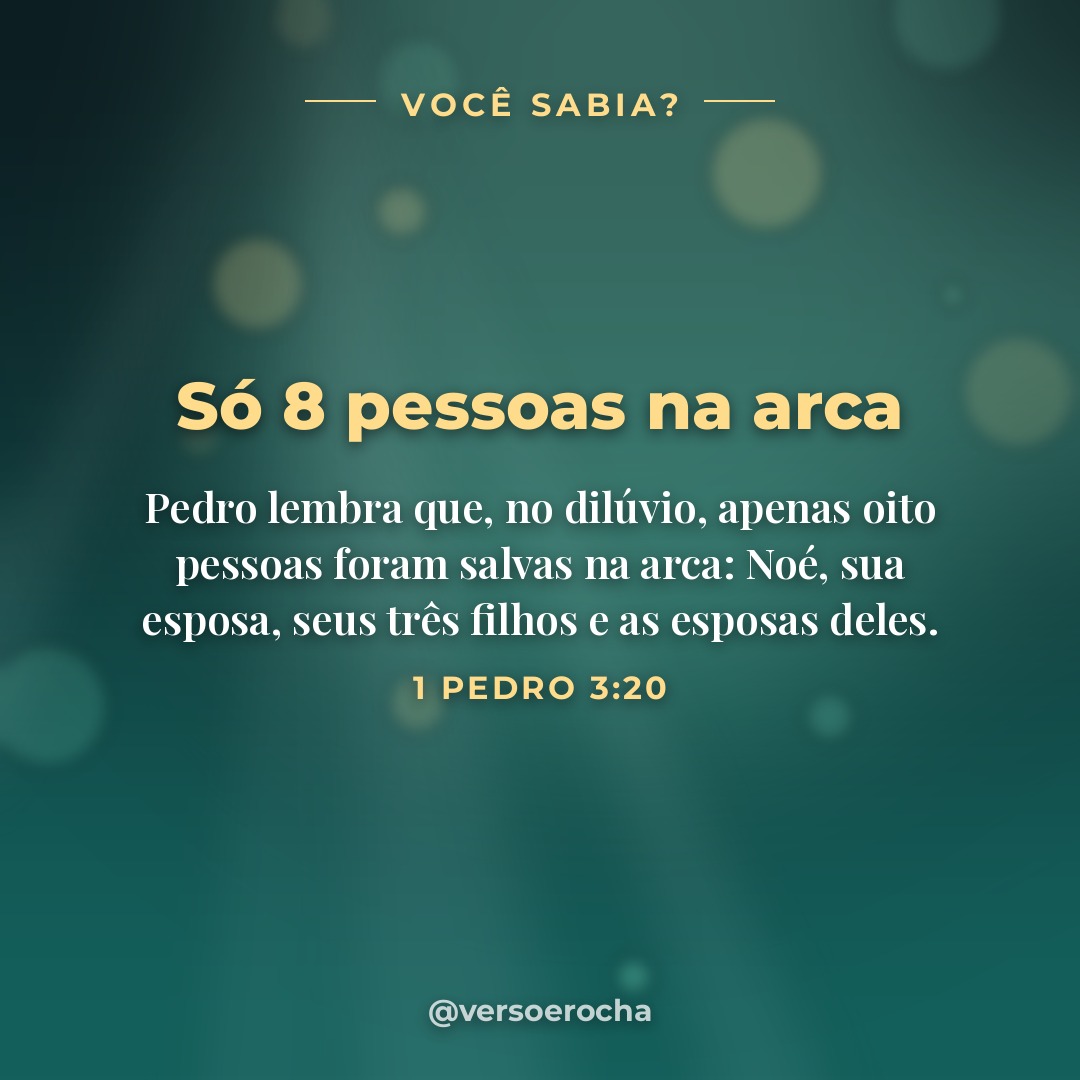 VOCÊ SABIA?
Só 8 pessoas na arca
Pedro lembra que, no dilúvio, apenas oito
pessoas foram salvas na arca: Noé, sua
esposa, seus três filhos e as esposas deles.
1 PEDRO 3:20
@versoerocha